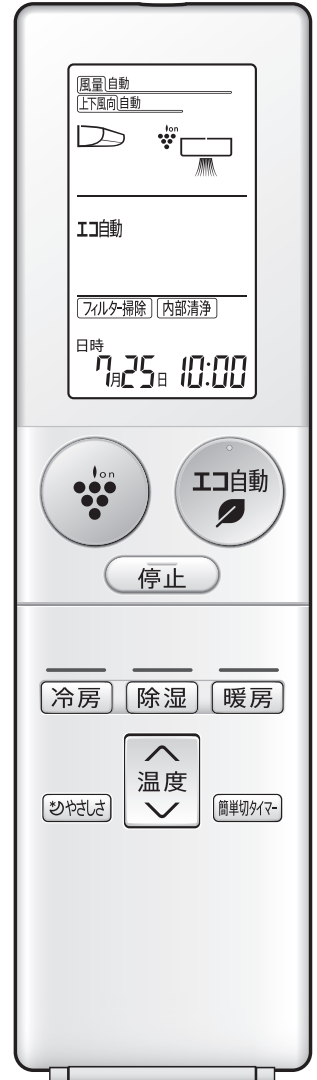 風量 自動
上下風向 自動
ion
エコ自動
フィルター掃除 内部清浄
日時
7月25日 10:00
ion
エコ自動
停止
冷房 除湿 暖房
温度
やさしさ 簡単切タイマー